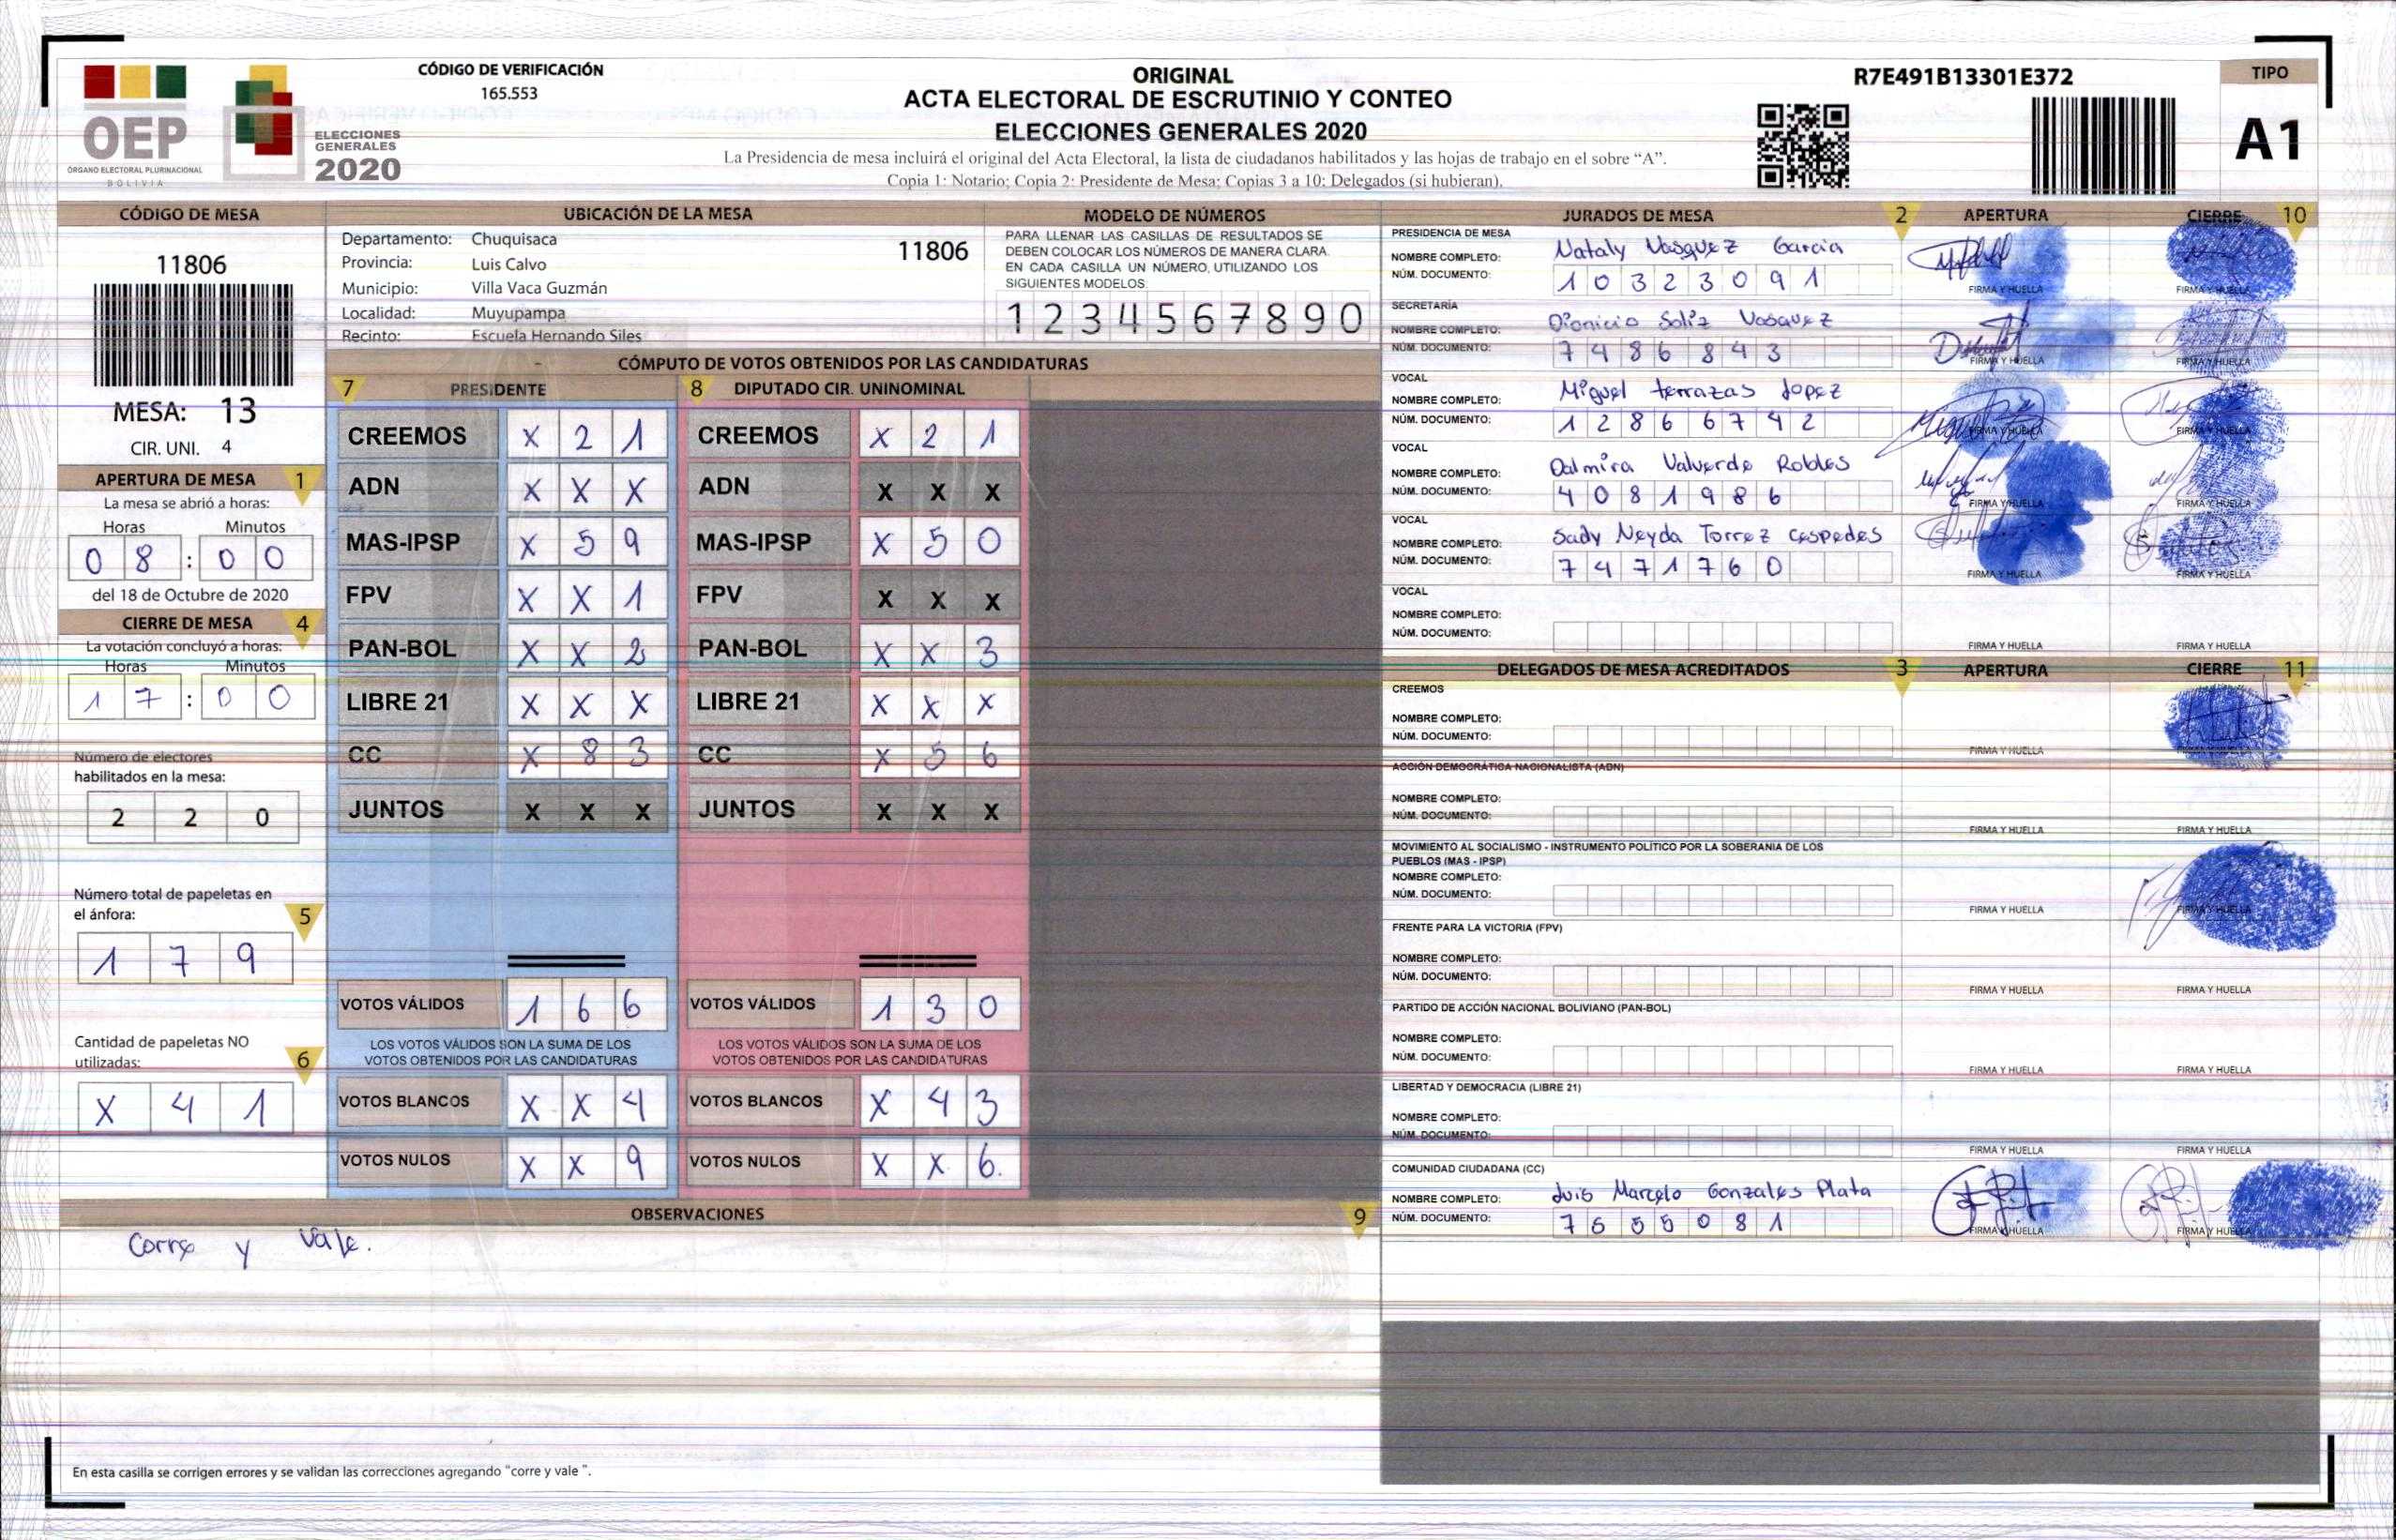 CÓDIGO DE VERIFICACIÓN
165.553
OEP
ÓRGANO ELECTORAL PLURINACIONAL
BOLIVIA
ELECCIONES
GENERALES
2020
ORIGINAL
ACTA ELECTORAL DE ESCRUTINIO Y CONTEO
ELECCIONES GENERALES 2020
La Presidencia de mesa incluirá el original del Acta Electoral, la lista de ciudadanos habilitados y las hojas de trabajo en el sobre “A”.
Copia 1: Notario; Copia 2: Presidente de Mesa; Copias 3 a 10: Delegados (si hubieran).
R7E491B13301E372
TIPO
A1
CÓDIGO DE MESA
11806
MESA: 13
CIR. UNI. 4
APERTURA DE MESA 1
La mesa se abrió a horas:
Horas Minutos
0 8 : 0 0
del 18 de Octubre de 2020
CIERRE DE MESA 4
La votación concluyó a horas:
Horas Minutos
1 7 : 0 0
Número de electores
habilitados en la mesa:
2 2 0
Número total de papeletas en
el ánfora: 5
1 7 9
Cantidad de papeletas NO
utilizadas: 6
X 4 1
UBICACIÓN DE LA MESA
Departamento: Chuquisaca 11806
Provincia: Luis Calvo
Municipio: Villa Vaca Guzmán
Localidad: Muyupampa
Recinto: Escuela Hernando Siles
MODELO DE NÚMEROS
PARA LLENAR LAS CASILLAS DE RESULTADOS SE
DEBEN COLOCAR LOS NÚMEROS DE MANERA CLARA.
EN CADA CASILLA UN NÚMERO, UTILIZANDO LOS
SIGUIENTES MODELOS:
1 2 3 4 5 6 7 8 9 0
CÓMPUTO DE VOTOS OBTENIDOS POR LAS CANDIDATURAS
7 PRESIDENTE 8 DIPUTADO CIR. UNINOMINAL
CREEMOS X 2 1 CREEMOS X 2 1
ADN X X X ADN X X X
MAS-IPSP X 5 9 MAS-IPSP X 5 0
FPV X X 1 FPV X X X
PAN-BOL X X 2 PAN-BOL X X 3
LIBRE 21 X X X LIBRE 21 X X X
CC X 8 3 CC X 5 6
JUNTOS X X X JUNTOS X X X
VOTOS VÁLIDOS 1 6 6 VOTOS VÁLIDOS 1 3 0
LOS VOTOS VÁLIDOS SON LA SUMA DE LOS LOS VOTOS VÁLIDOS SON LA SUMA DE LOS
VOTOS OBTENIDOS POR LAS CANDIDATURAS VOTOS OBTENIDOS POR LAS CANDIDATURAS
VOTOS BLANCOS X X 4 VOTOS BLANCOS X 4 3
VOTOS NULOS X X 9 VOTOS NULOS X X 6.
OBSERVACIONES 9
Corre y vale.
En esta casilla se corrigen errores y se validan las correcciones agregando “corre y vale ”.
JURADOS DE MESA 2 APERTURA CIERRE 10
PRESIDENCIA DE MESA
NOMBRE COMPLETO: Nataly Vasquez Garcia
NÚM. DOCUMENTO: 1 0 3 2 3 0 9 1
FIRMA Y HUELLA FIRMA Y HUELLA
SECRETARÍA
NOMBRE COMPLETO: Dionicio Soliz Vasquez
NÚM. DOCUMENTO: 7 4 8 6 8 4 3
FIRMA Y HUELLA FIRMA Y HUELLA
VOCAL
NOMBRE COMPLETO: Miguel terrazas Lopez
NÚM. DOCUMENTO: 1 2 8 6 6 7 4 2
FIRMA Y HUELLA FIRMA Y HUELLA
VOCAL
NOMBRE COMPLETO: Dalmira Valverde Robles
NÚM. DOCUMENTO: 4 0 8 1 9 8 6
FIRMA Y HUELLA FIRMA Y HUELLA
VOCAL
NOMBRE COMPLETO: Sady Neyda Torrez Cespedes
NÚM. DOCUMENTO: 7 4 7 1 7 6 0
FIRMA Y HUELLA FIRMA Y HUELLA
VOCAL
NOMBRE COMPLETO:
NÚM. DOCUMENTO:
FIRMA Y HUELLA FIRMA Y HUELLA
DELEGADOS DE MESA ACREDITADOS 3 APERTURA CIERRE 11
CREEMOS
NOMBRE COMPLETO:
NÚM. DOCUMENTO:
FIRMA Y HUELLA
ACCIÓN DEMOCRÁTICA NACIONALISTA (ADN)
NOMBRE COMPLETO:
NÚM. DOCUMENTO:
FIRMA Y HUELLA FIRMA Y HUELLA
MOVIMIENTO AL SOCIALISMO - INSTRUMENTO POLÍTICO POR LA SOBERANIA DE LOS
PUEBLOS (MAS - IPSP)
NOMBRE COMPLETO:
NÚM. DOCUMENTO:
FIRMA Y HUELLA FIRMA Y HUELLA
FRENTE PARA LA VICTORIA (FPV)
NOMBRE COMPLETO:
NÚM. DOCUMENTO:
FIRMA Y HUELLA FIRMA Y HUELLA
PARTIDO DE ACCIÓN NACIONAL BOLIVIANO (PAN-BOL)
NOMBRE COMPLETO:
NÚM. DOCUMENTO:
FIRMA Y HUELLA FIRMA Y HUELLA
LIBERTAD Y DEMOCRACIA (LIBRE 21)
NOMBRE COMPLETO:
NÚM. DOCUMENTO:
FIRMA Y HUELLA FIRMA Y HUELLA
COMUNIDAD CIUDADANA (CC)
NOMBRE COMPLETO: Luis Marcelo Gonzales Plata
NÚM. DOCUMENTO: 7 5 5 5 0 8 1
FIRMA Y HUELLA FIRMA Y HUELLA